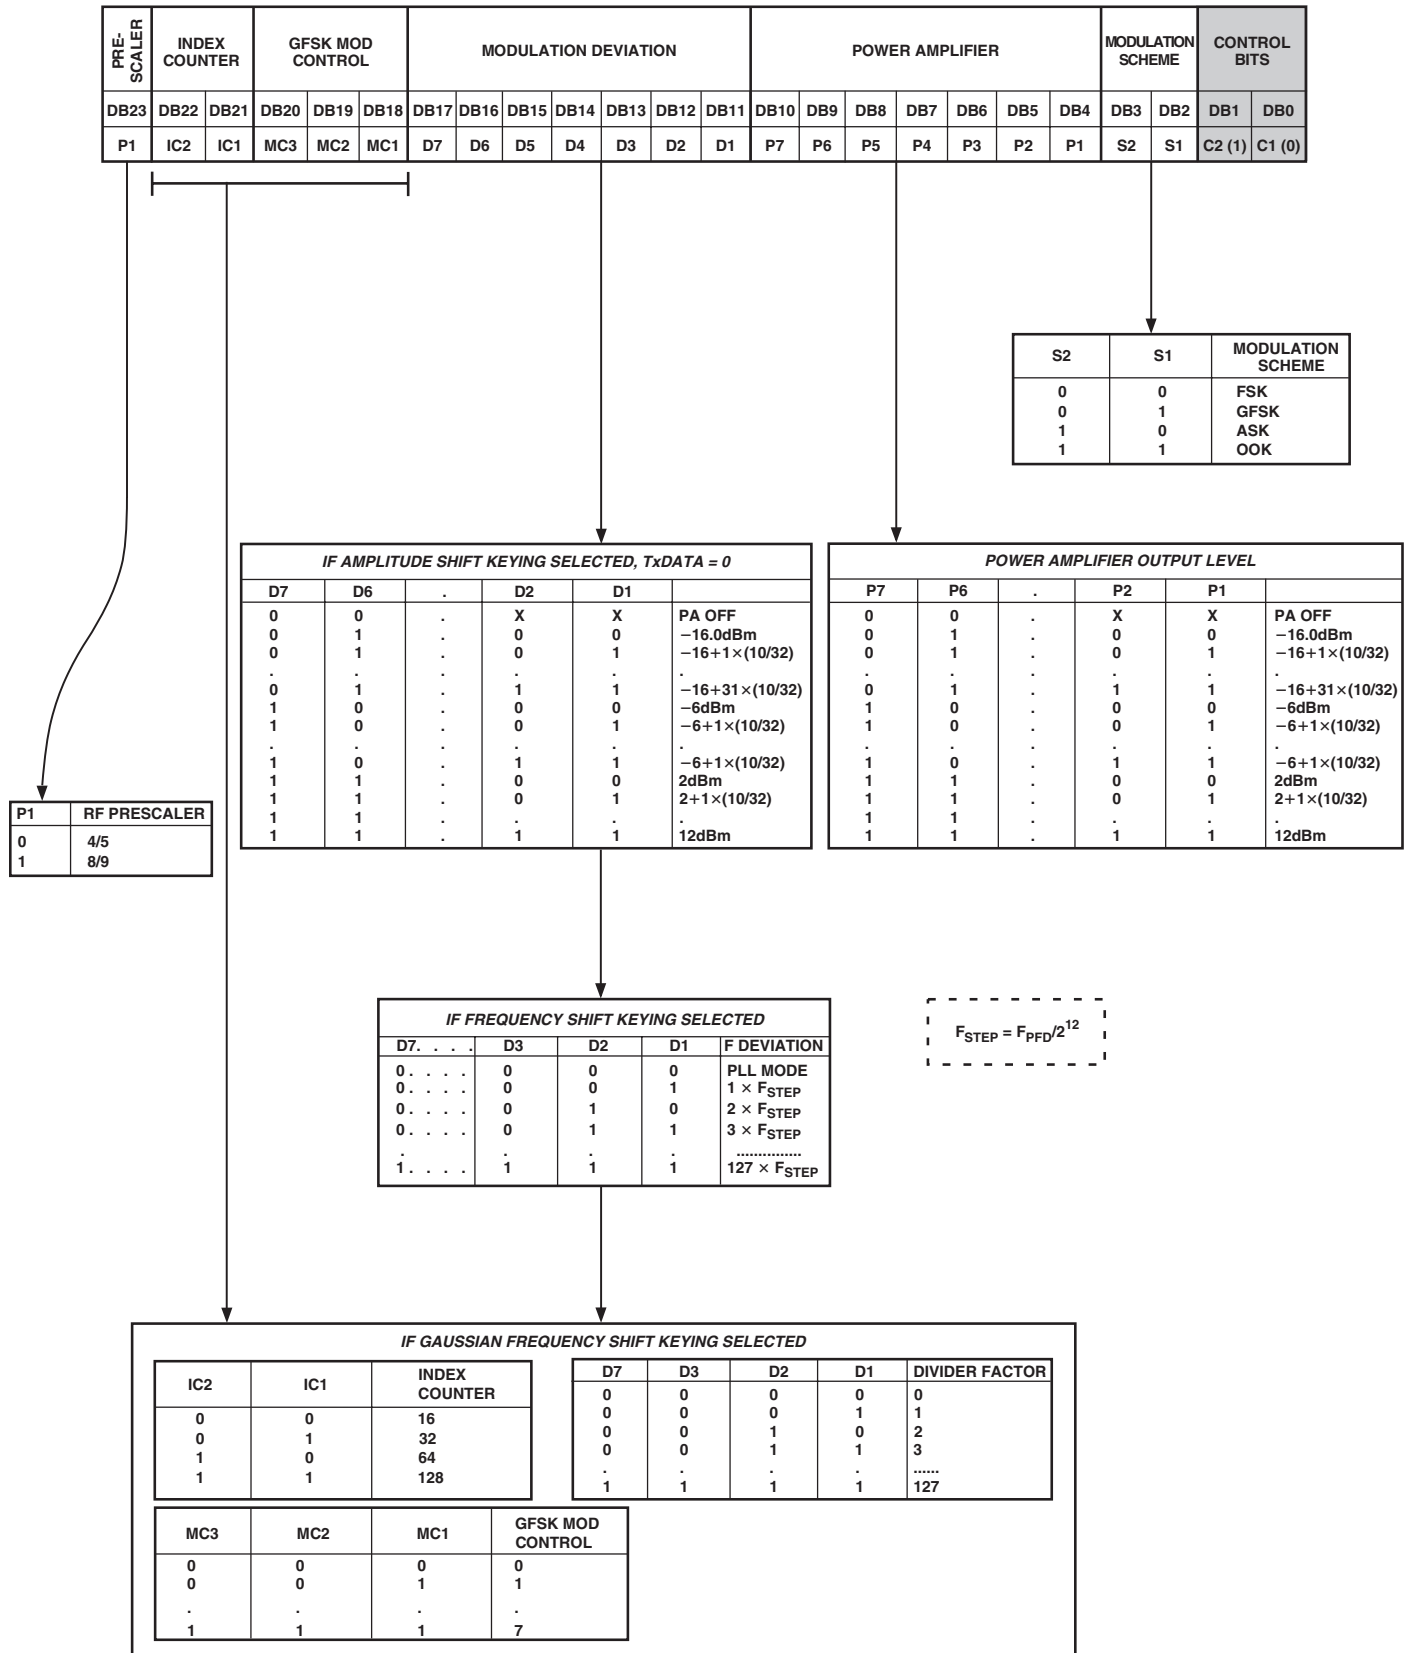 PRE-
SCALER
INDEX
COUNTER
GFSK MOD
CONTROL
MODULATION DEVIATION
POWER AMPLIFIER
MODULATION
SCHEME
CONTROL
BITS
DB23 DB22 DB21 DB20 DB19 DB18 DB17 DB16 DB15 DB14 DB13 DB12 DB11 DB10 DB9 DB8 DB7 DB6 DB5 DB4 DB3 DB2 DB1 DB0
P1 IC2 IC1 MC3 MC2 MC1 D7 D6 D5 D4 D3 D2 D1 P7 P6 P5 P4 P3 P2 P1 S2 S1 C2 (1) C1 (0)
S2 S1 MODULATION
SCHEME
0 0 FSK
0 1 GFSK
1 0 ASK
1 1 OOK
IF AMPLITUDE SHIFT KEYING SELECTED, TxDATA = 0
D7 D6 . D2 D1
0 0 . X X PA OFF
0 1 . 0 0 −16.0dBm
0 1 . 0 1 −16+1×(10/32)
. . . . . .
0 1 . 1 1 −16+31×(10/32)
1 0 . 0 0 −6dBm
1 0 . 0 1 −6+1×(10/32)
. . . . . .
1 0 . 1 1 −6+1×(10/32)
1 1 . 0 0 2dBm
1 1 . 0 1 2+1×(10/32)
1 1 . . . .
1 1 . 1 1 12dBm
POWER AMPLIFIER OUTPUT LEVEL
P7 P6 . P2 P1
0 0 . X X PA OFF
0 1 . 0 0 −16.0dBm
0 1 . 0 1 −16+1×(10/32)
. . . . . .
0 1 . 1 1 −16+31×(10/32)
1 0 . 0 0 −6dBm
1 0 . 0 1 −6+1×(10/32)
. . . . . .
1 0 . 1 1 −6+1×(10/32)
1 1 . 0 0 2dBm
1 1 . 0 1 2+1×(10/32)
1 1 . . . .
1 1 . 1 1 12dBm
P1 RF PRESCALER
0 4/5
1 8/9
IF FREQUENCY SHIFT KEYING SELECTED
D7. . . . D3 D2 D1 F DEVIATION
0. . . . 0 0 0 PLL MODE
0. . . . 0 0 1 1 × FSTEP
0. . . . 0 1 0 2 × FSTEP
0. . . . 0 1 1 3 × FSTEP
. . . . ...............
1. . . . 1 1 1 127 × FSTEP
FSTEP = FPFD/2^12
IF GAUSSIAN FREQUENCY SHIFT KEYING SELECTED
IC2 IC1 INDEX
COUNTER
0 0 16
0 1 32
1 0 64
1 1 128
D7 D3 D2 D1 DIVIDER FACTOR
0 0 0 0 0
0 0 0 1 1
0 0 1 0 2
0 0 1 1 3
. . . . ......
1 1 1 1 127
MC3 MC2 MC1 GFSK MOD
CONTROL
0 0 0 0
0 0 1 1
. . . .
1 1 1 7